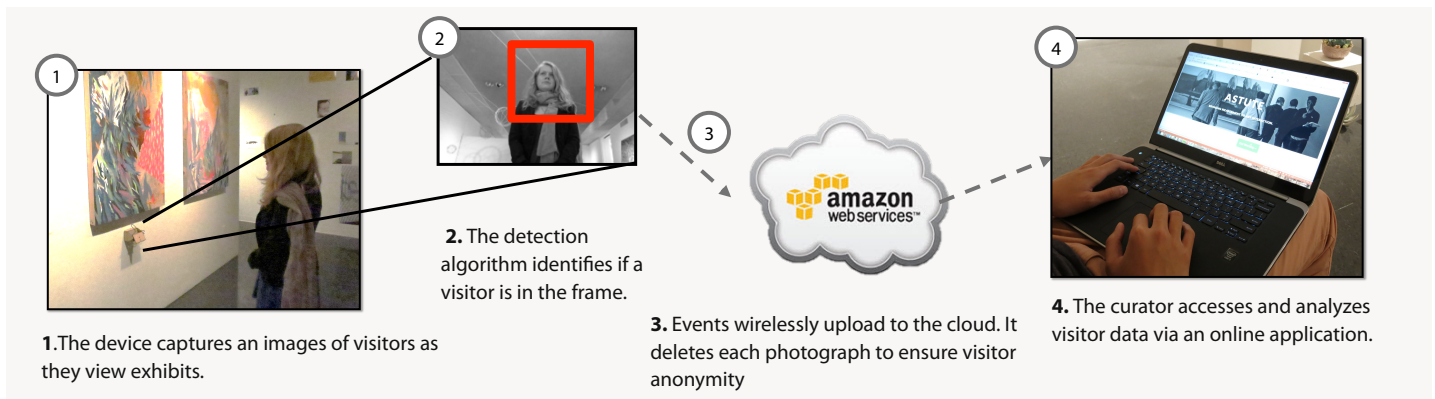 1
2
3
4
amazon
webservices™
ASTUTE
DELL
2. The detection
algorithm identifies if a
visitor is in the frame.
1.The device captures an images of visitors as
they view exhibits.
3. Events wirelessly upload to the cloud. It
deletes each photograph to ensure visitor
anonymity
4. The curator accesses and analyzes
visitor data via an online application.